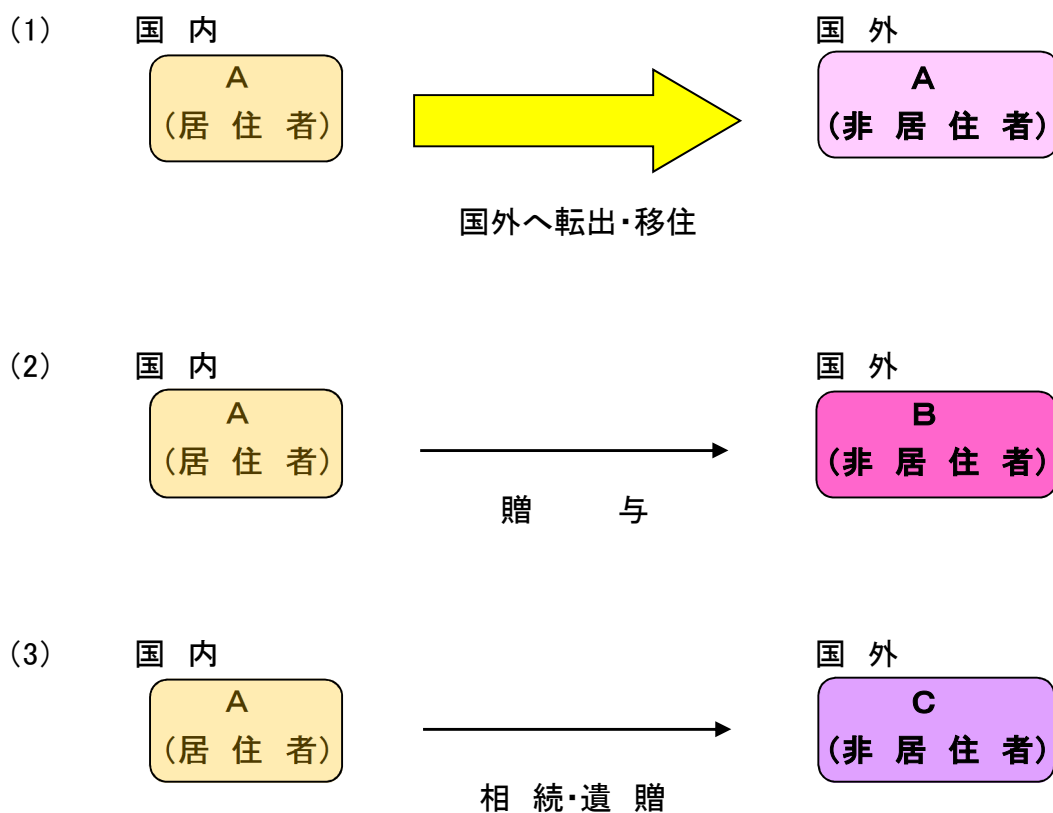 (1) 国 内 国 外
A A
(居 住 者) (非 居 住 者)
国外へ転出・移住
(2) 国 内 国 外
A B
(居 住 者) (非 居 住 者)
贈 与
(3) 国 内 国 外
A C
(居 住 者) (非 居 住 者)
相 続・遺 贈